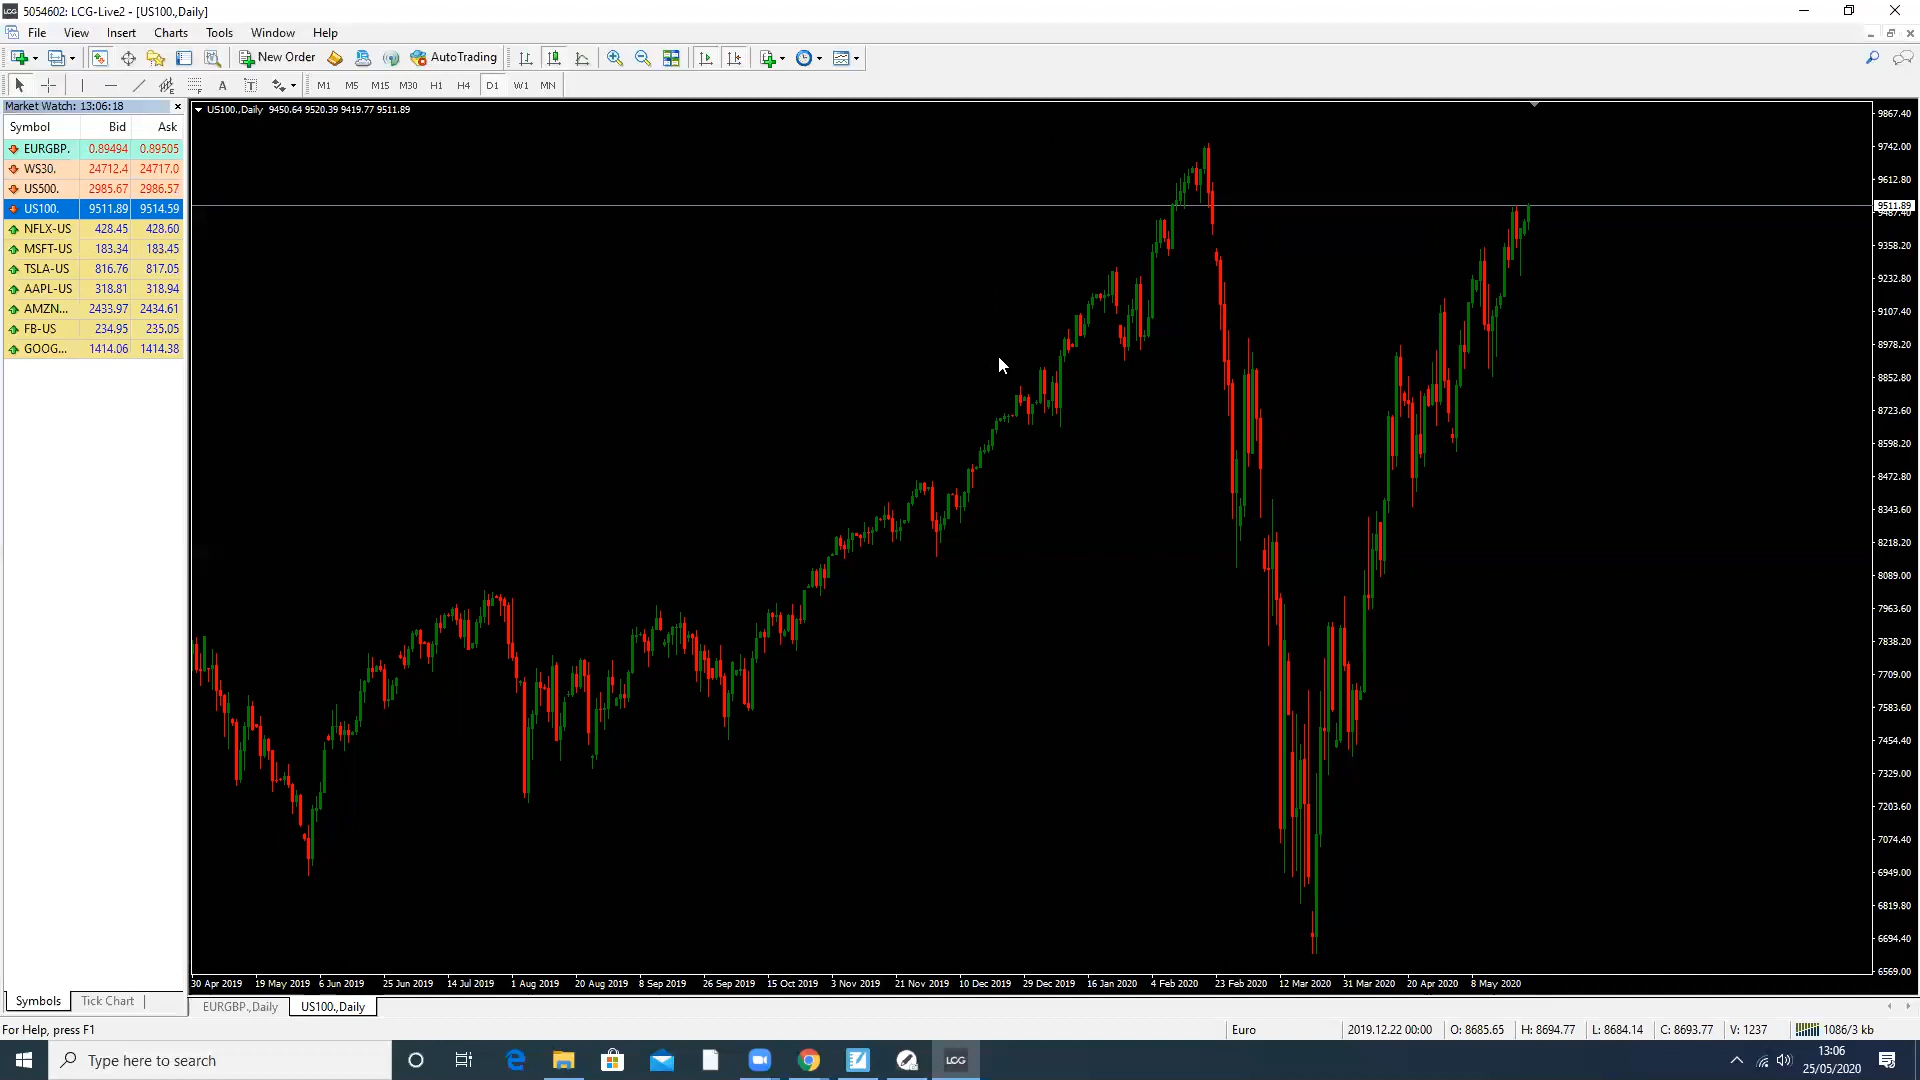 LCG 5054602: LCG-Live2 - [US100.,Daily]
File View Insert Charts Tools Window Help
New Order AutoTrading
A T M1 M5 M15 M30 H1 H4 D1 W1 MN
Market Watch: 13:06:18
Symbol Bid Ask
EURGBP. 0.89494 0.89505
WS30. 24712.4 24717.0
US500. 2985.67 2986.57
US100. 9511.89 9514.59
NFLX-US 428.45 428.60
MSFT-US 183.34 183.45
TSLA-US 816.76 817.05
AAPL-US 318.81 318.94
AMZN... 2433.97 2434.61
FB-US 234.95 235.05
GOOG... 1414.06 1414.38
US100.,Daily 9450.64 9520.39 9419.77 9511.89
9867.40
9742.00
9612.80
9511.89
9487.40
9358.20
9232.80
9107.40
8978.20
8852.80
8723.60
8598.20
8472.80
8343.60
8218.20
8089.00
7963.60
7838.20
7709.00
7583.60
7454.40
7329.00
7203.60
7074.40
6949.00
6819.80
6694.40
6569.00
30 Apr 2019 19 May 2019 6 Jun 2019 25 Jun 2019 14 Jul 2019 1 Aug 2019 20 Aug 2019 8 Sep 2019 26 Sep 2019 15 Oct 2019 3 Nov 2019 21 Nov 2019 10 Dec 2019 29 Dec 2019 16 Jan 2020 4 Feb 2020 23 Feb 2020 12 Mar 2020 31 Mar 2020 20 Apr 2020 8 May 2020
Symbols Tick Chart
EURGBP.,Daily US100.,Daily
For Help, press F1 Euro 2019.12.22 00:00 O: 8685.65 H: 8694.77 L: 8684.14 C: 8693.77 V: 1237 1086/3 kb
Type here to search LCG
13:06
25/05/2020